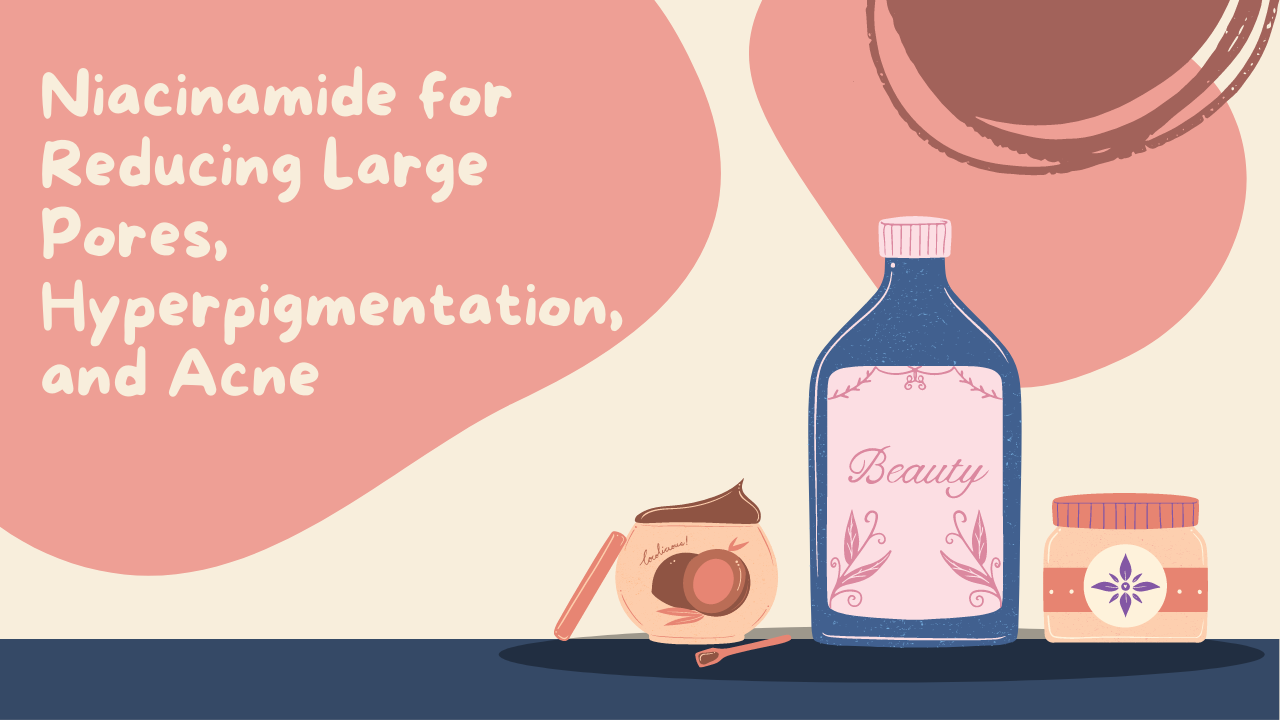 Niacinamide for
Reducing Large
Pores,
Hyperpigmentation,
and Acne
Beauty